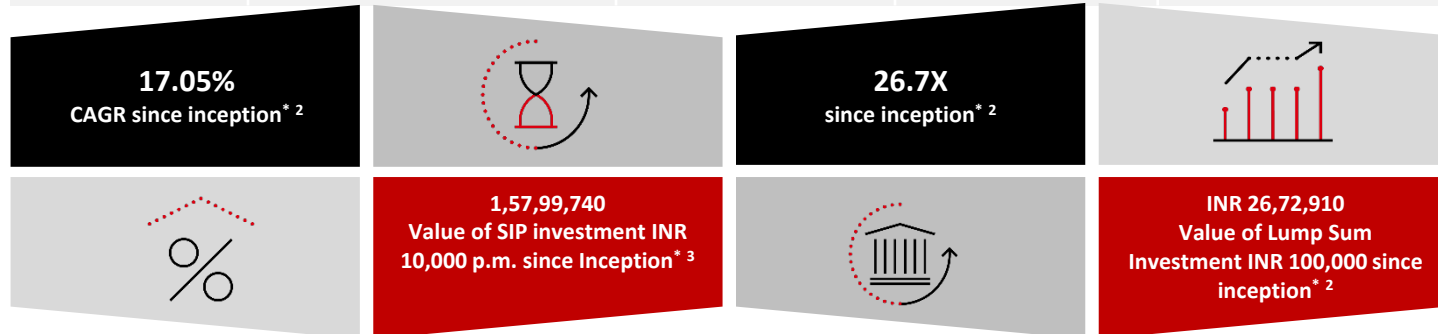 17.05%
CAGR since inception* 2
26.7X
since inception* 2
1,57,99,740
Value of SIP investment INR
10,000 p.m. since Inception* 3
INR 26,72,910
Value of Lump Sum
Investment INR 100,000 since
inception* 2